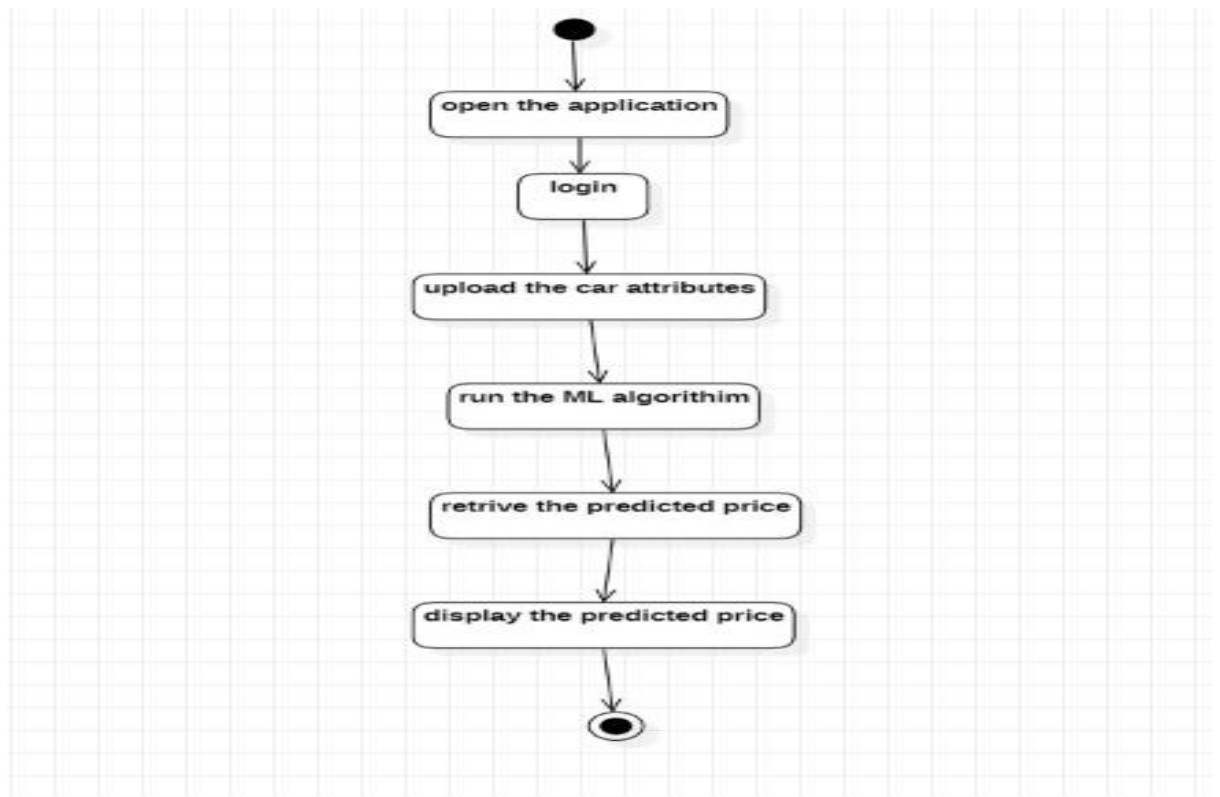 open the application
login
upload the car attributes
run the ML algorithim
retrive the predicted price
display the predicted price